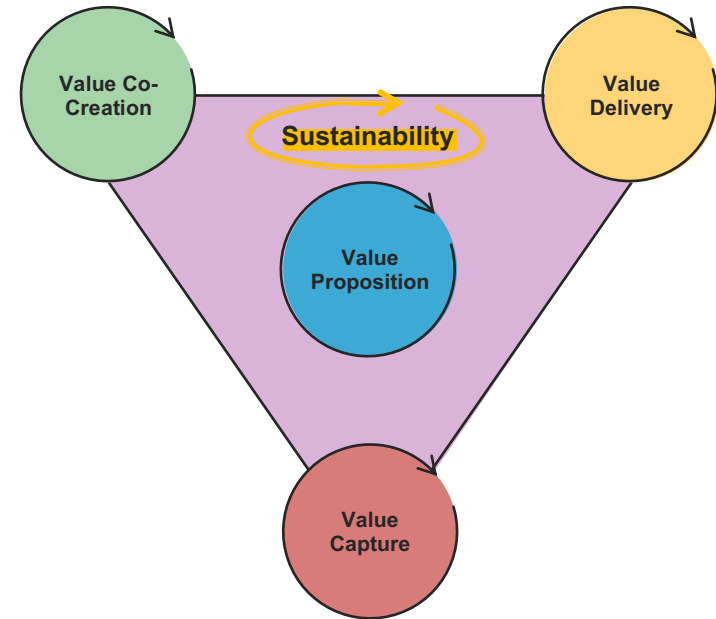 Value Co-
Creation
Value
Delivery
Sustainability
Value
Proposition
Value
Capture